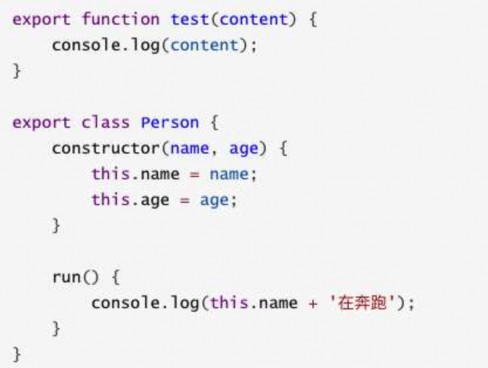 export function test(content) {
    console.log(content);
}

export class Person {
    constructor(name, age) {
        this.name = name;
        this.age = age;
    }

    run() {
        console.log(this.name + '在奔跑');
    }
}